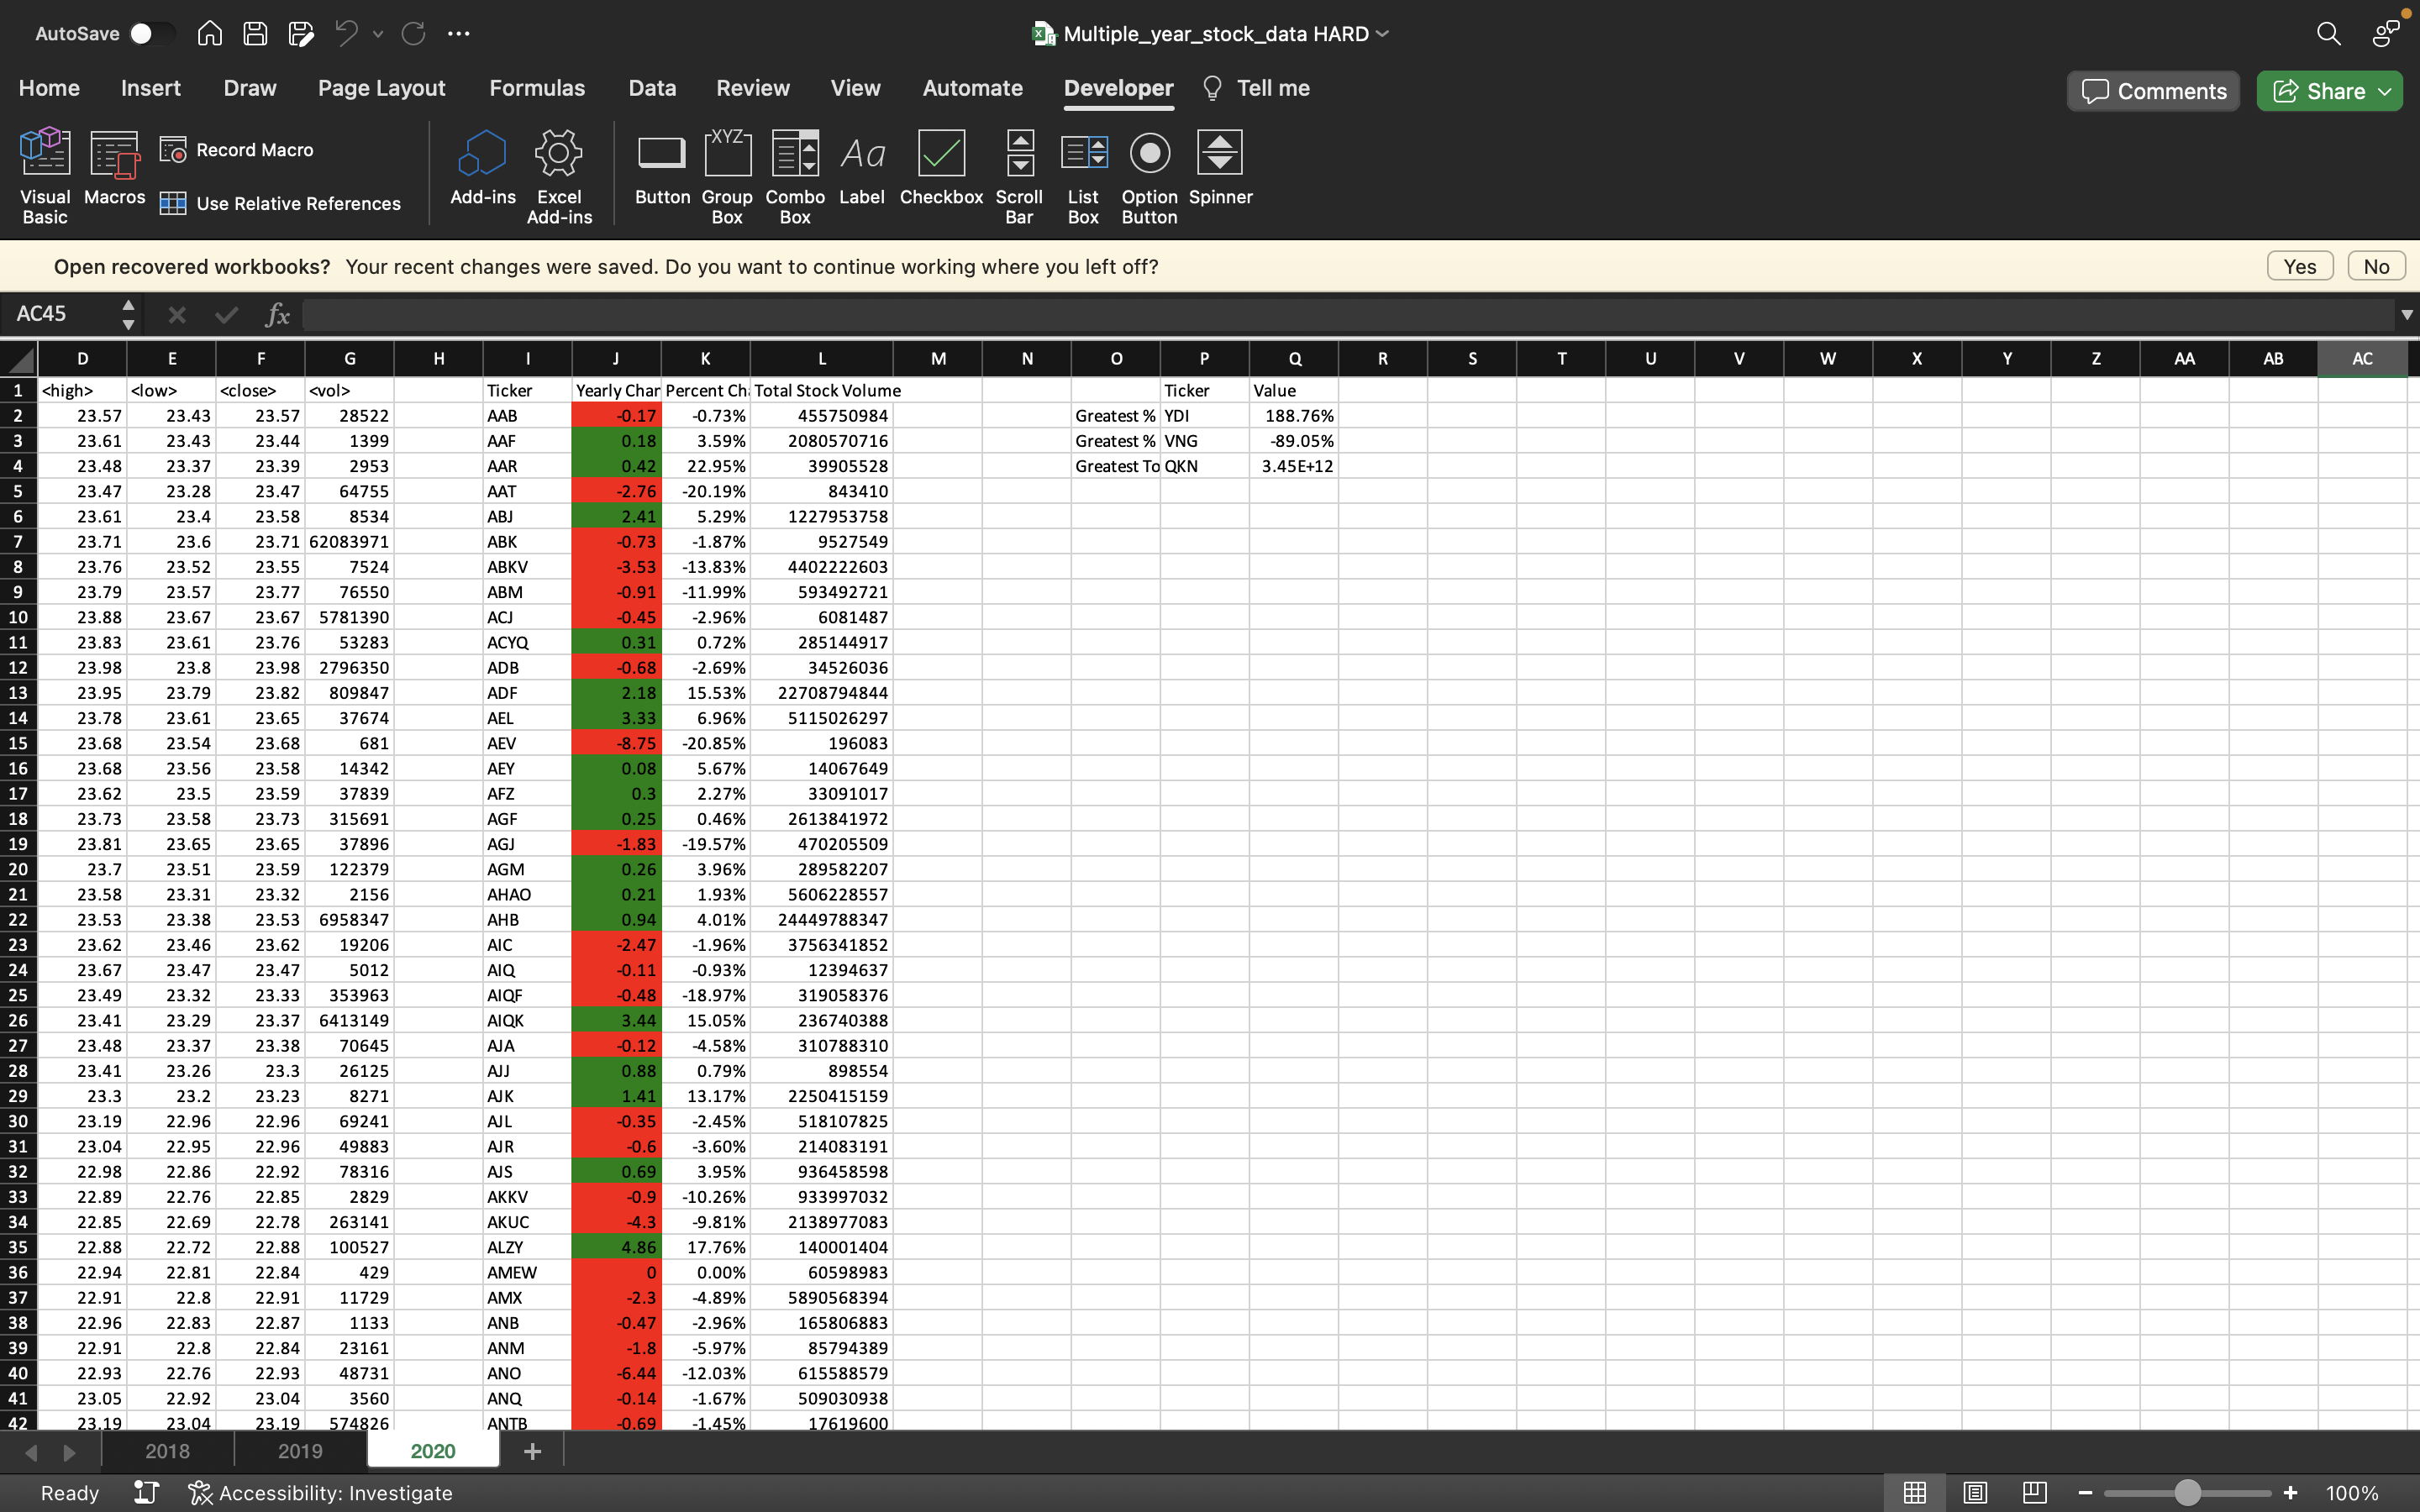 AutoSave Multiple_year_stock_data HARD
Home Insert Draw Page Layout Formulas Data Review View Automate Developer Tell me Comments Share
Visual Basic Macros Record Macro Use Relative References Add-ins Excel Add-ins Button Group Box Combo Box Label Checkbox Scroll Bar List Box Option Button Spinner
XYZ Aa
Open recovered workbooks? Your recent changes were saved. Do you want to continue working where you left off? Yes No
AC45 fx
D E F G H I J K L M N O P Q R S T U V W X Y Z AA AB AC
1 <high> <low> <close> <vol> Ticker Yearly Char Percent Ch Total Stock Volume Ticker Value
2 23.57 23.43 23.57 28522 AAB -0.17 -0.73% 455750984 Greatest % YDI 188.76%
3 23.61 23.43 23.44 1399 AAF 0.18 3.59% 2080570716 Greatest % VNG -89.05%
4 23.48 23.37 23.39 2953 AAR 0.42 22.95% 39905528 Greatest To QKN 3.45E+12
5 23.47 23.28 23.47 64755 AAT -2.76 -20.19% 843410
6 23.61 23.4 23.58 8534 ABJ 2.41 5.29% 1227953758
7 23.71 23.6 23.71 62083971 ABK -0.73 -1.87% 9527549
8 23.76 23.52 23.55 7524 ABKV -3.53 -13.83% 4402222603
9 23.79 23.57 23.77 76550 ABM -0.91 -11.99% 593492721
10 23.88 23.67 23.67 5781390 ACJ -0.45 -2.96% 6081487
11 23.83 23.61 23.76 53283 ACYQ 0.31 0.72% 285144917
12 23.98 23.8 23.98 2796350 ADB -0.68 -2.69% 34526036
13 23.95 23.79 23.82 809847 ADF 2.18 15.53% 22708794844
14 23.78 23.61 23.65 37674 AEL 3.33 6.96% 5115026297
15 23.68 23.54 23.68 681 AEV -8.75 -20.85% 196083
16 23.68 23.56 23.58 14342 AEY 0.08 5.67% 14067649
17 23.62 23.5 23.59 37839 AFZ 0.3 2.27% 33091017
18 23.73 23.58 23.73 315691 AGF 0.25 0.46% 2613841972
19 23.81 23.65 23.65 37896 AGJ -1.83 -19.57% 470205509
20 23.7 23.51 23.59 122379 AGM 0.26 3.96% 289582207
21 23.58 23.31 23.32 2156 AHAO 0.21 1.93% 5606228557
22 23.53 23.38 23.53 6958347 AHB 0.94 4.01% 24449788347
23 23.62 23.46 23.62 19206 AIC -2.47 -1.96% 3756341852
24 23.67 23.47 23.47 5012 AIQ -0.11 -0.93% 12394637
25 23.49 23.32 23.33 353963 AIQF -0.48 -18.97% 319058376
26 23.41 23.29 23.37 6413149 AIQK 3.44 15.05% 236740388
27 23.48 23.37 23.38 70645 AJA -0.12 -4.58% 310788310
28 23.41 23.26 23.3 26125 AJJ 0.88 0.79% 898554
29 23.3 23.2 23.23 8271 AJK 1.41 13.17% 2250415159
30 23.19 22.96 22.96 69241 AJL -0.35 -2.45% 518107825
31 23.04 22.95 22.96 49883 AJR -0.6 -3.60% 214083191
32 22.98 22.86 22.92 78316 AJS 0.69 3.95% 936458598
33 22.89 22.76 22.85 2829 AKKV -0.9 -10.26% 933997032
34 22.85 22.69 22.78 263141 AKUC -4.3 -9.81% 2138977083
35 22.88 22.72 22.88 100527 ALZY 4.86 17.76% 140001404
36 22.94 22.81 22.84 429 AMEW 0 0.00% 60598983
37 22.91 22.8 22.91 11729 AMX -2.3 -4.89% 5890568394
38 22.96 22.83 22.87 1133 ANB -0.47 -2.96% 165806883
39 22.91 22.8 22.84 23161 ANM -1.8 -5.97% 85794389
40 22.93 22.76 22.93 48731 ANO -6.44 -12.03% 615588579
41 23.05 22.92 23.04 3560 ANQ -0.14 -1.67% 509030938
42 23.19 23.04 23.19 574826 ANTB -0.69 -1.45% 17619600
2018 2019 2020 +
Ready Accessibility: Investigate 100%